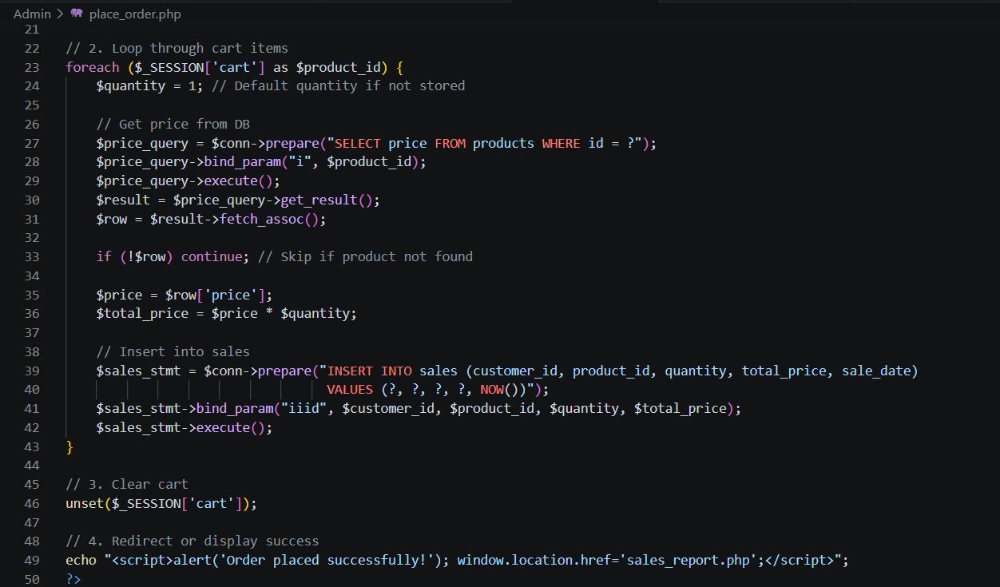 Admin > place_order.php
21
22 // 2. Loop through cart items
23 foreach ($_SESSION['cart'] as $product_id) {
24     $quantity = 1; // Default quantity if not stored
25
26     // Get price from DB
27     $price_query = $conn->prepare("SELECT price FROM products WHERE id = ?");
28     $price_query->bind_param("i", $product_id);
29     $price_query->execute();
30     $result = $price_query->get_result();
31     $row = $result->fetch_assoc();
32
33     if (!$row) continue; // Skip if product not found
34
35     $price = $row['price'];
36     $total_price = $price * $quantity;
37
38     // Insert into sales
39     $sales_stmt = $conn->prepare("INSERT INTO sales (customer_id, product_id, quantity, total_price, sale_date)
40                                   VALUES (?, ?, ?, ?, NOW())");
41     $sales_stmt->bind_param("iiid", $customer_id, $product_id, $quantity, $total_price);
42     $sales_stmt->execute();
43 }
44
45 // 3. Clear cart
46 unset($_SESSION['cart']);
47
48 // 4. Redirect or display success
49 echo "<script>alert('Order placed successfully!'); window.location.href='sales_report.php';</script>";
50 ?>